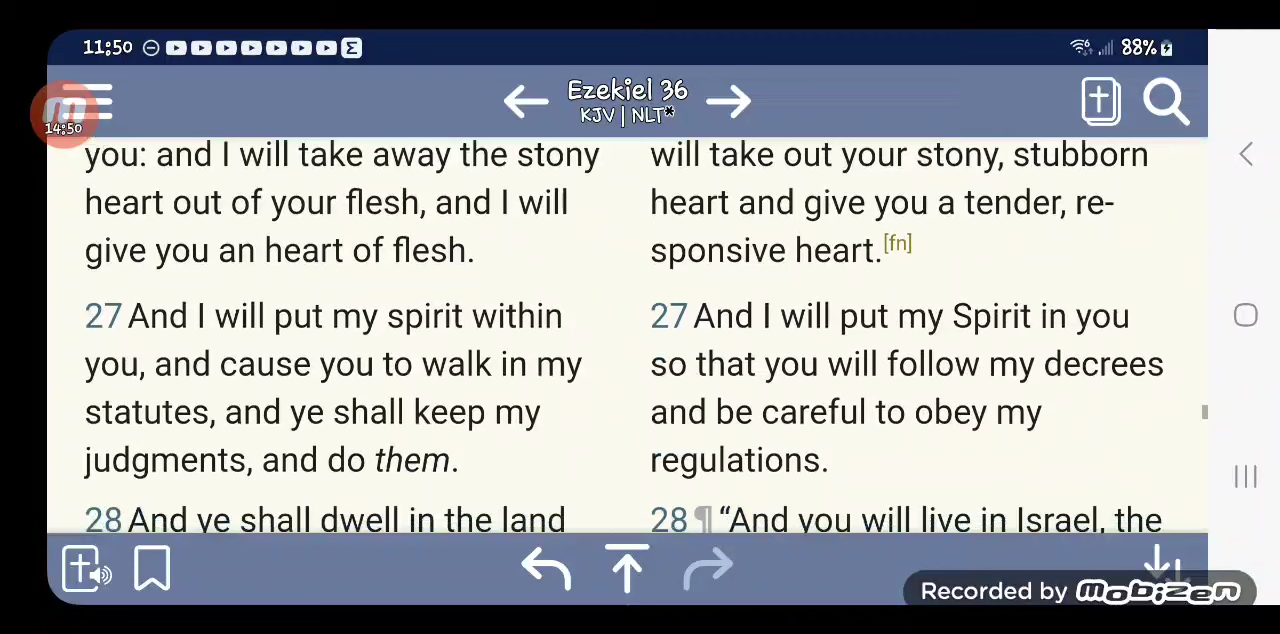 11:50
88%
Ezekiel 36
KJV | NLT*
14:50
you: and I will take away the stony
heart out of your flesh, and I will
give you an heart of flesh.
27 And I will put my spirit within
you, and cause you to walk in my
statutes, and ye shall keep my
judgments, and do them.
28 And ye shall dwell in the land
will take out your stony, stubborn
heart and give you a tender, re-
sponsive heart.[fn]
27 And I will put my Spirit in you
so that you will follow my decrees
and be careful to obey my
regulations.
28 ¶ “And you will live in Israel, the
Recorded by mobizen